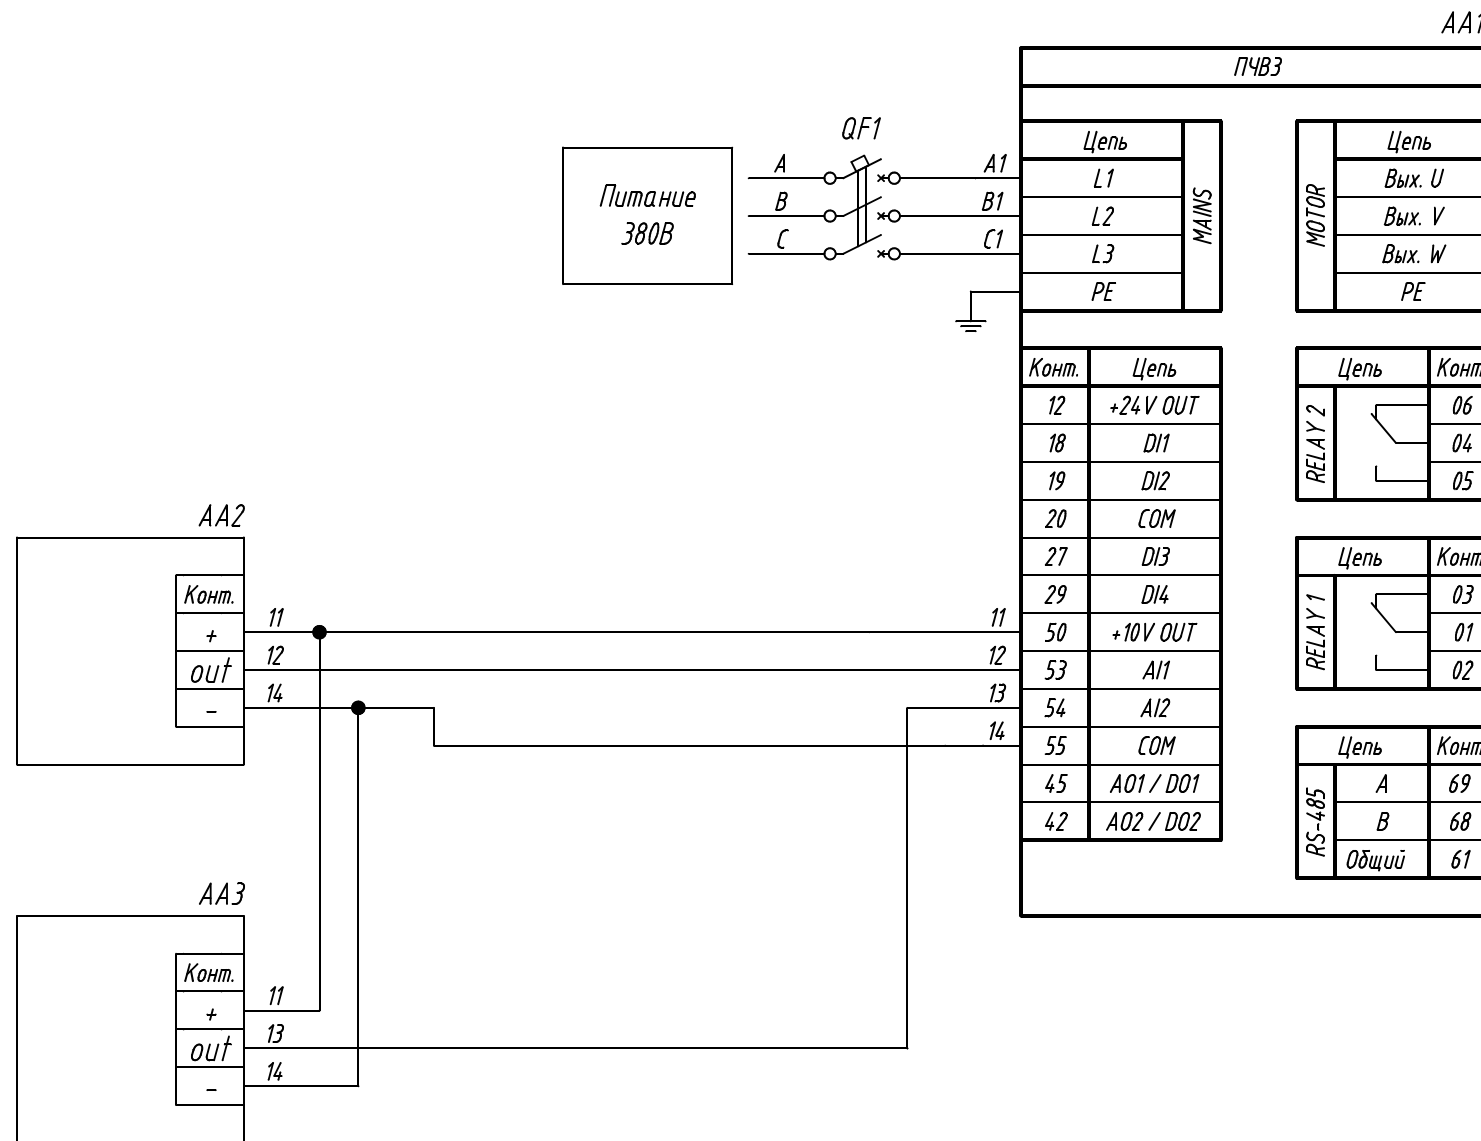 AA1
ПЧВ3
QF1
Питание
380В
A
B
C
A1
B1
C1
Цепь
L1
L2
L3
PE
MAINS
MOTOR
Цепь
Вых. U
Вых. V
Вых. W
PE
Конт. Цепь
12 +24V OUT
18 DI1
19 DI2
20 COM
27 DI3
29 DI4
50 +10V OUT
53 AI1
54 AI2
55 COM
45 AO1 / DO1
42 AO2 / DO2
Цепь Конт
RELAY 2
06
04
05
Цепь Конт
RELAY 1
03
01
02
Цепь Конт
RS-485
A 69
B 68
Общий 61
AA2
Конт.
+ 11 11
out 12 12
- 14 13
14
AA3
Конт.
+ 11
out 13
- 14